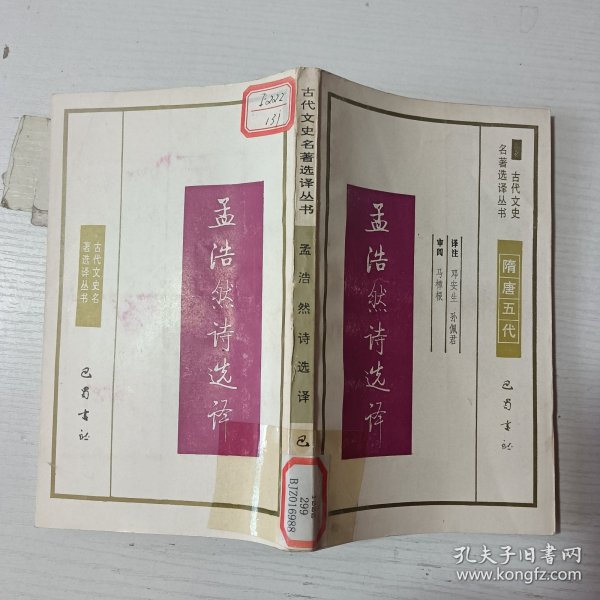 古代文史
名著选译丛书
隋唐五代
巴蜀书社
译注 邓安生 孙佩君
审阅 马樟根
孟浩然诗选译
古代文史名著选译丛书
孟浩然诗选译
巴
299
BJZ016988
I222
131
孟浩然诗选译
古代文史名
著选译丛书
巴蜀书社
孔夫子旧书网
www.kongfz.com